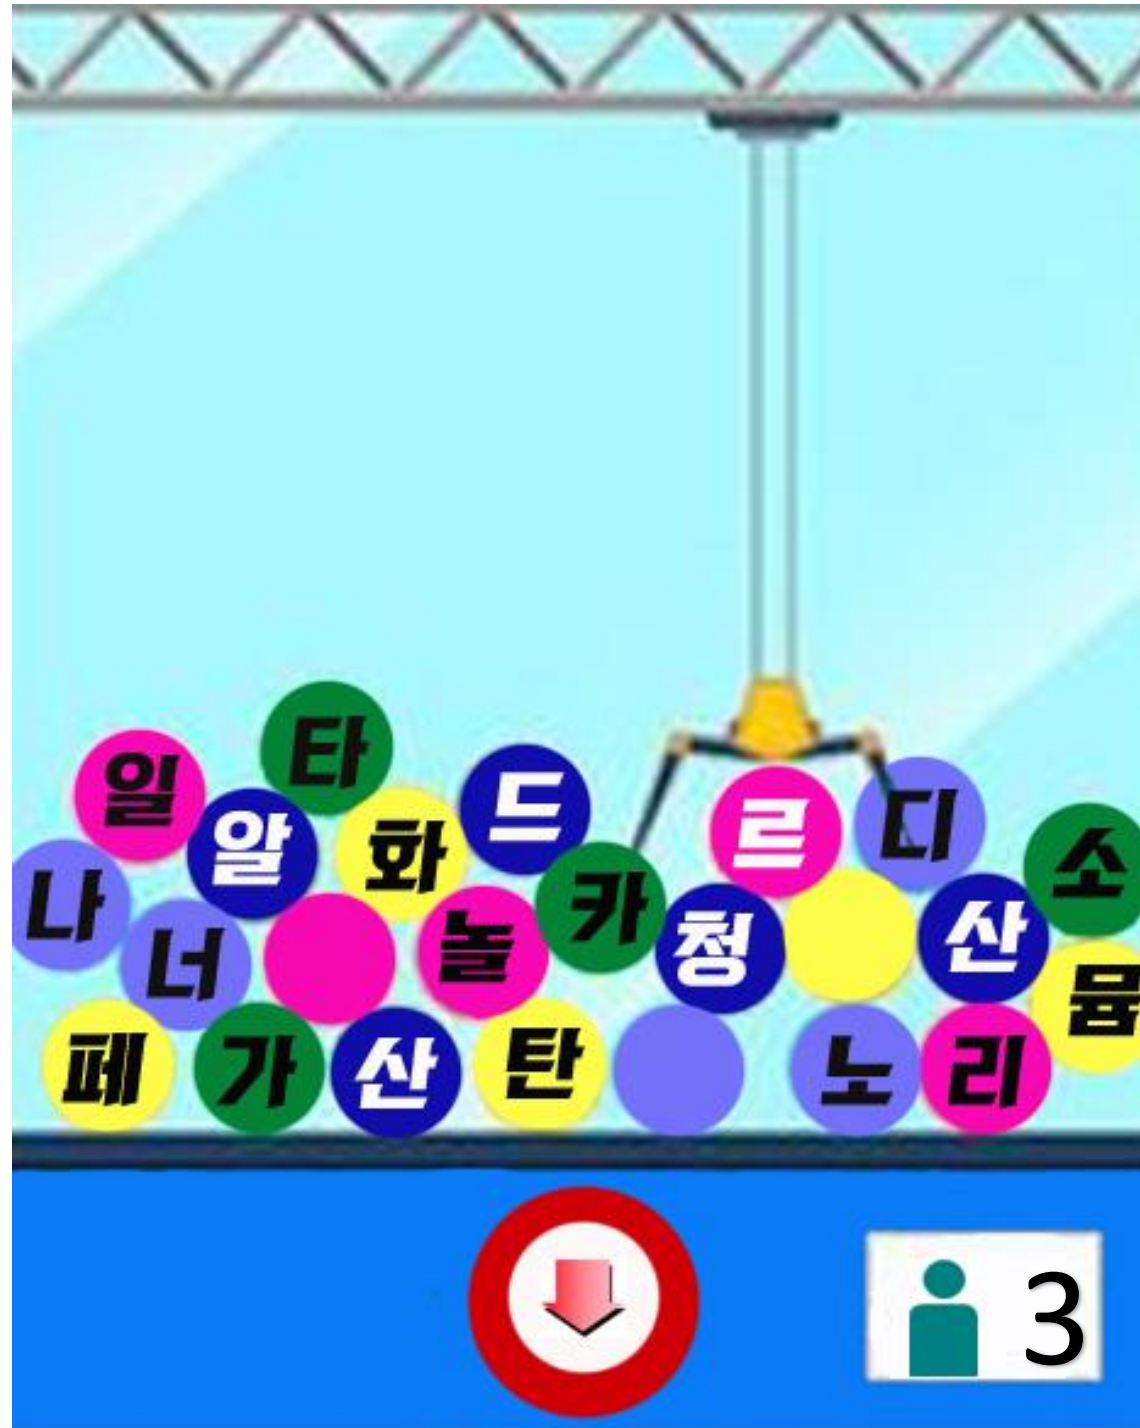 타
일
드
르
디
알
화
소
나
카
놀
청
산
너
뮴
페
가
산
탄
노
리
3